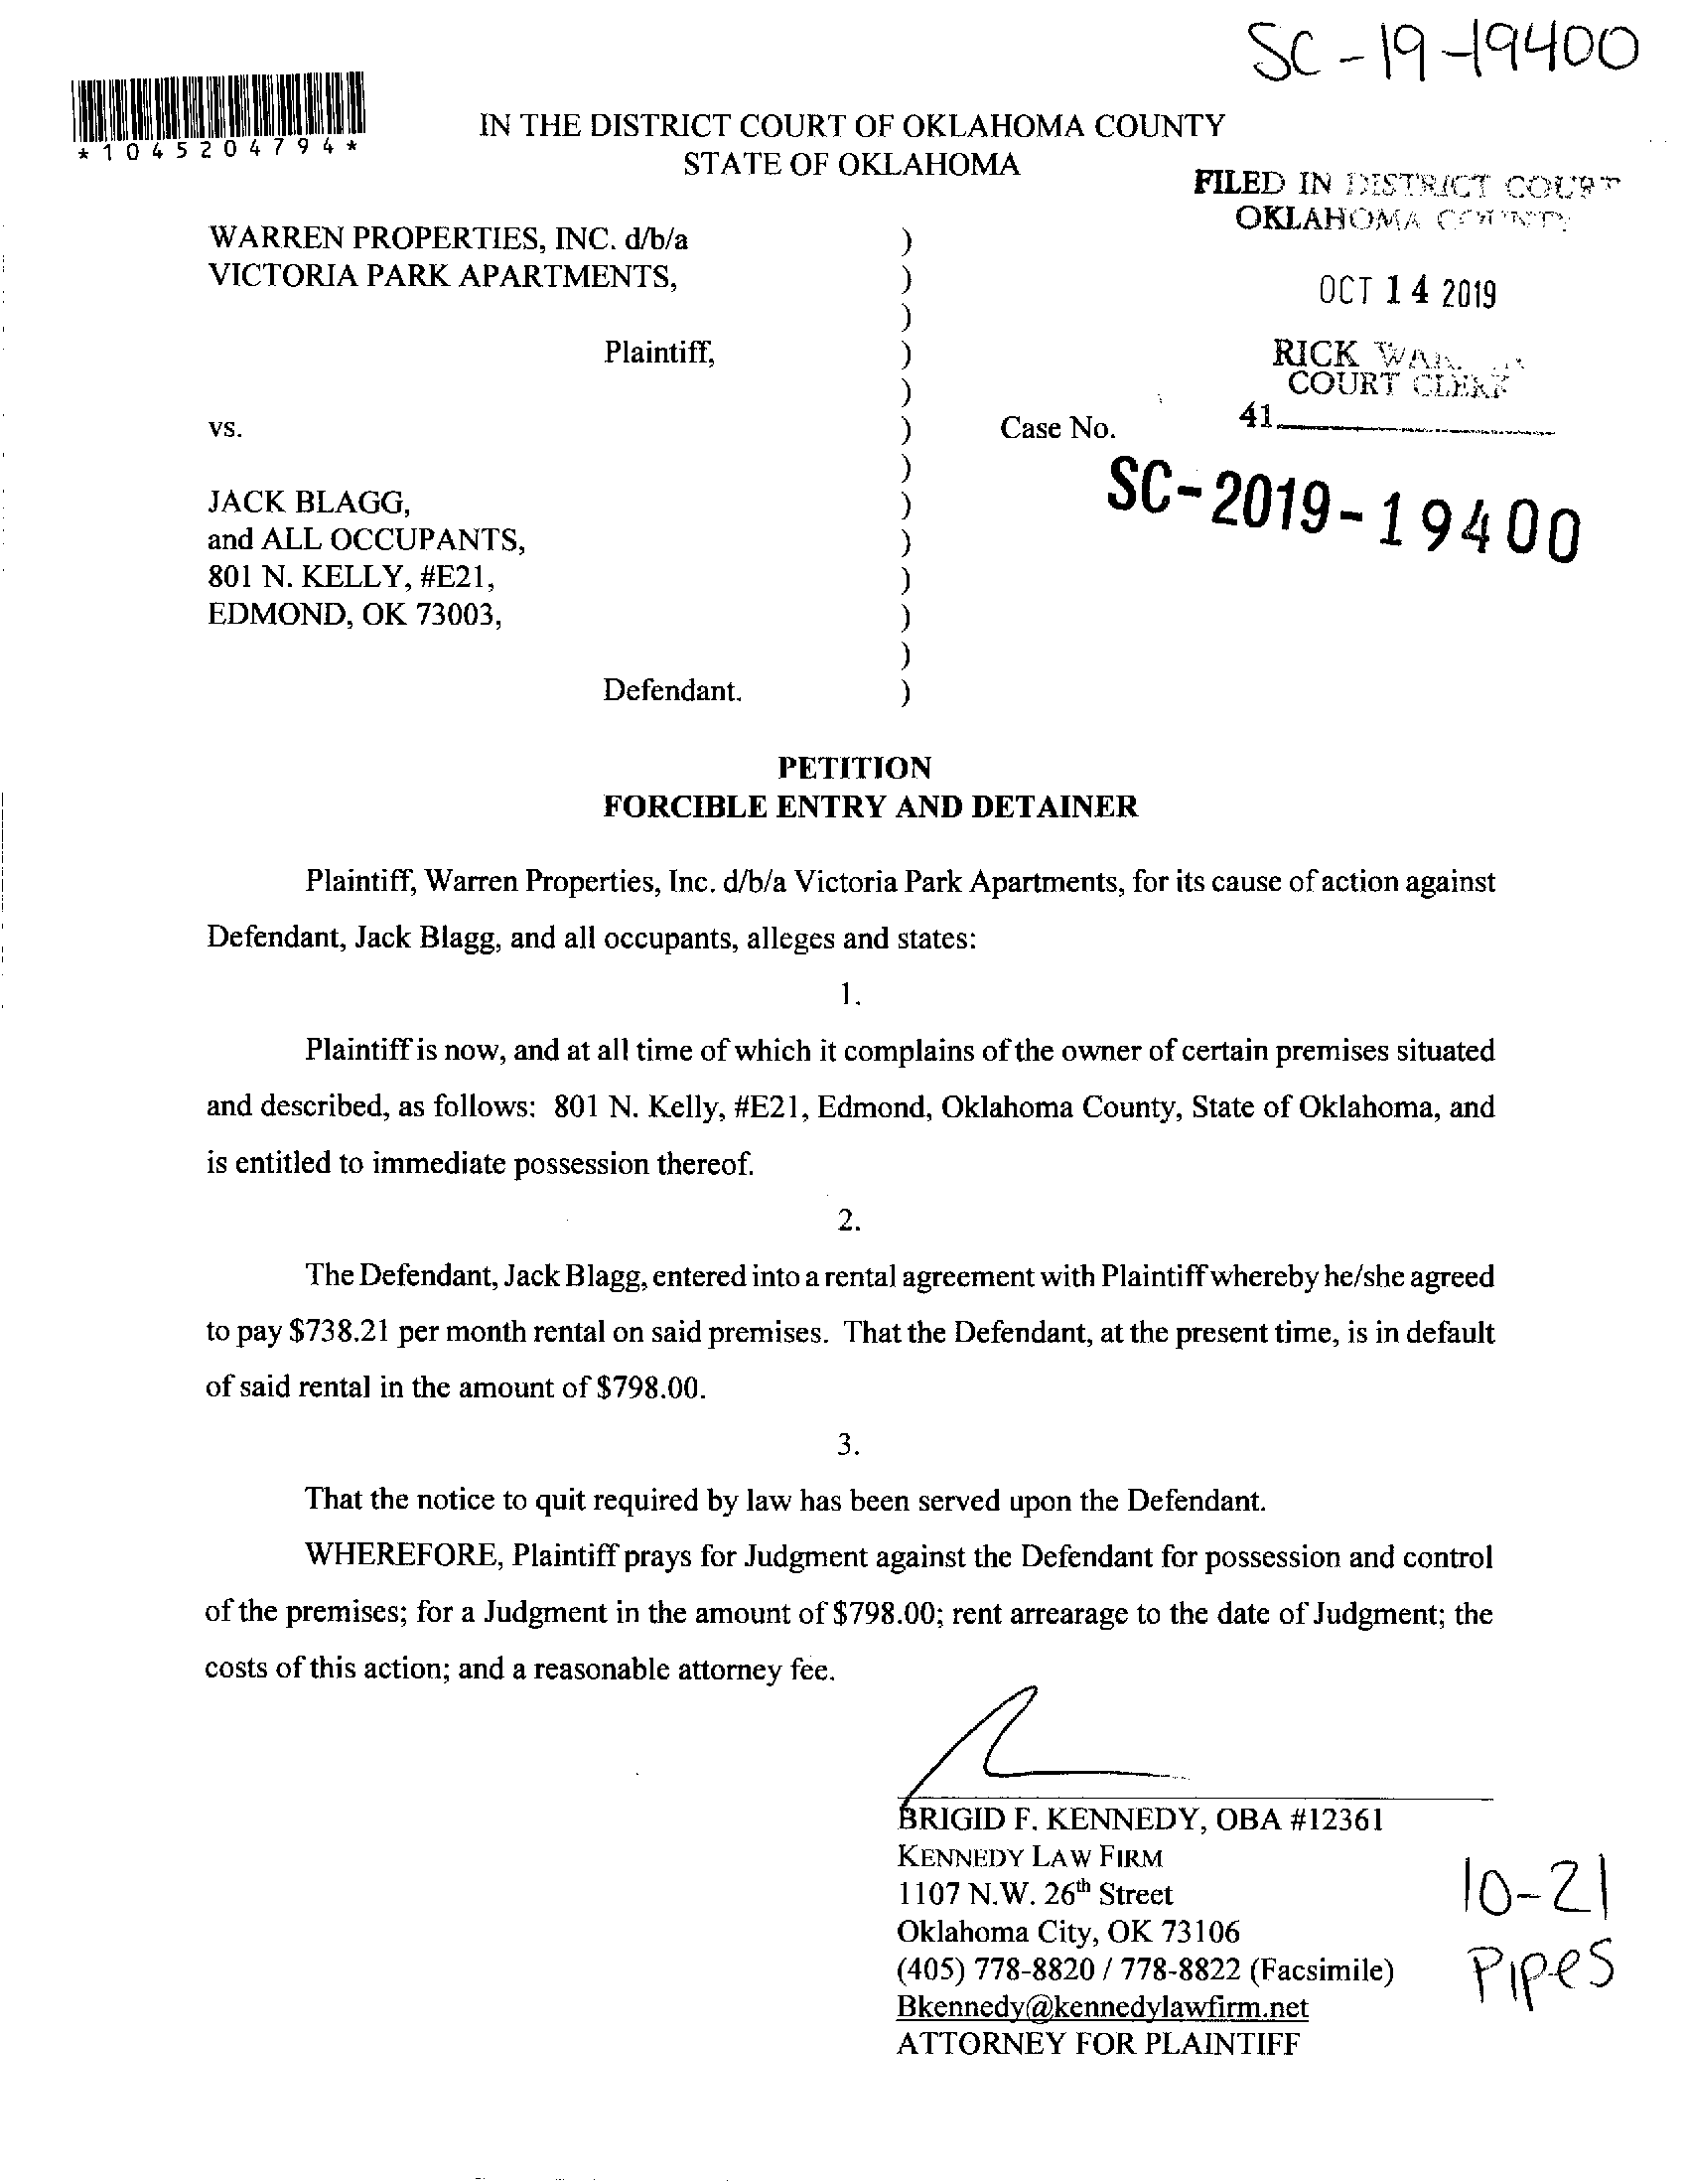 SC-19-19400
*1045204794*
IN THE DISTRICT COURT OF OKLAHOMA COUNTY
STATE OF OKLAHOMA
FILED IN DISTRICT COURT
OKLAHOMA COUNTY
WARREN PROPERTIES, INC. d/b/a )
VICTORIA PARK APARTMENTS, )
OCT 14 2019
)
Plaintiff, )
RICK
COURT CLERK
)
vs. ) Case No.
41
)
SC-2019-19400
JACK BLAGG, )
and ALL OCCUPANTS, )
801 N. KELLY, #E21, )
EDMOND, OK 73003, )
)
Defendant. )
PETITION
FORCIBLE ENTRY AND DETAINER
Plaintiff, Warren Properties, Inc. d/b/a Victoria Park Apartments, for its cause of action against
Defendant, Jack Blagg, and all occupants, alleges and states:
1.
Plaintiff is now, and at all time of which it complains of the owner of certain premises situated
and described, as follows: 801 N. Kelly, #E21, Edmond, Oklahoma County, State of Oklahoma, and
is entitled to immediate possession thereof.
2.
The Defendant, Jack Blagg, entered into a rental agreement with Plaintiff whereby he/she agreed
to pay $738.21 per month rental on said premises. That the Defendant, at the present time, is in default
of said rental in the amount of $798.00.
3.
That the notice to quit required by law has been served upon the Defendant.
WHEREFORE, Plaintiff prays for Judgment against the Defendant for possession and control
of the premises; for a Judgment in the amount of $798.00; rent arrearage to the date of Judgment; the
costs of this action; and a reasonable attorney fee.
BRIGID F. KENNEDY, OBA #12361
KENNEDY LAW FIRM
1107 N.W. 26th Street
Oklahoma City, OK 73106
(405) 778-8820 / 778-8822 (Facsimile)
Bkennedy@kennedylawfirm.net
ATTORNEY FOR PLAINTIFF
10-21
Pipes